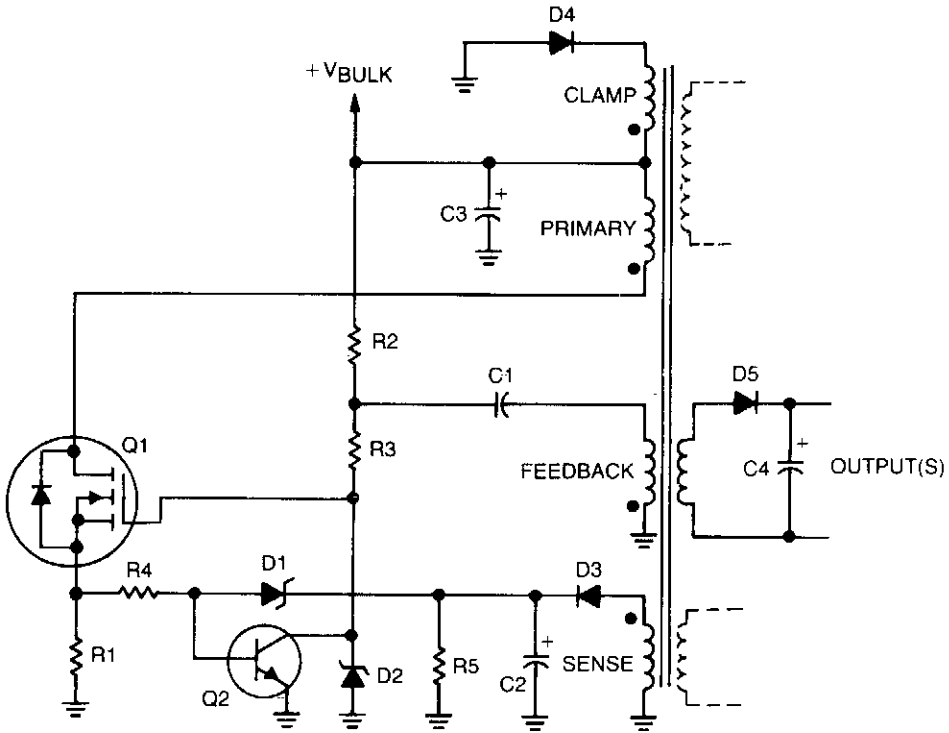 D4
+ VBULK
CLAMP
+
C3
PRIMARY
R2
C1
D5
Q1
R3
FEEDBACK
+
C4
OUTPUT(S)
R4
D1
D3
R1
Q2
D2
R5
+
C2
SENSE